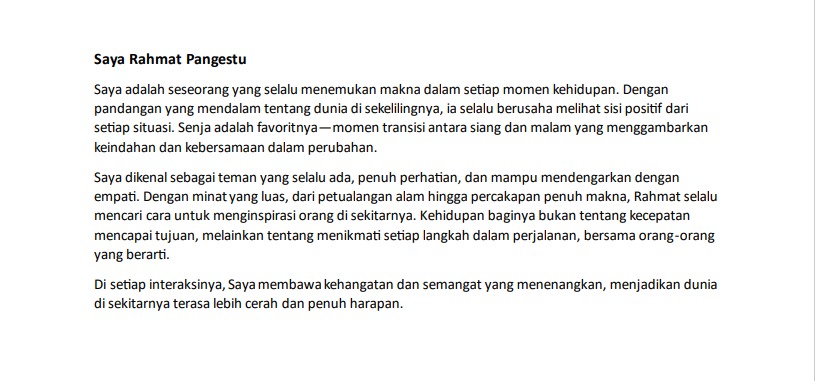 Saya Rahmat Pangestu
Saya adalah seseorang yang selalu menemukan makna dalam setiap momen kehidupan. Dengan
pandangan yang mendalam tentang dunia di sekelilingnya, ia selalu berusaha melihat sisi positif dari
setiap situasi. Senja adalah favoritnya—momen transisi antara siang dan malam yang menggambarkan
keindahan dan kebersamaan dalam perubahan.
Saya dikenal sebagai teman yang selalu ada, penuh perhatian, dan mampu mendengarkan dengan
empati. Dengan minat yang luas, dari petualangan alam hingga percakapan penuh makna, Rahmat selalu
mencari cara untuk menginspirasi orang di sekitarnya. Kehidupan baginya bukan tentang kecepatan
mencapai tujuan, melainkan tentang menikmati setiap langkah dalam perjalanan, bersama orang-orang
yang berarti.
Di setiap interaksinya, Saya membawa kehangatan dan semangat yang menenangkan, menjadikan dunia
di sekitarnya terasa lebih cerah dan penuh harapan.